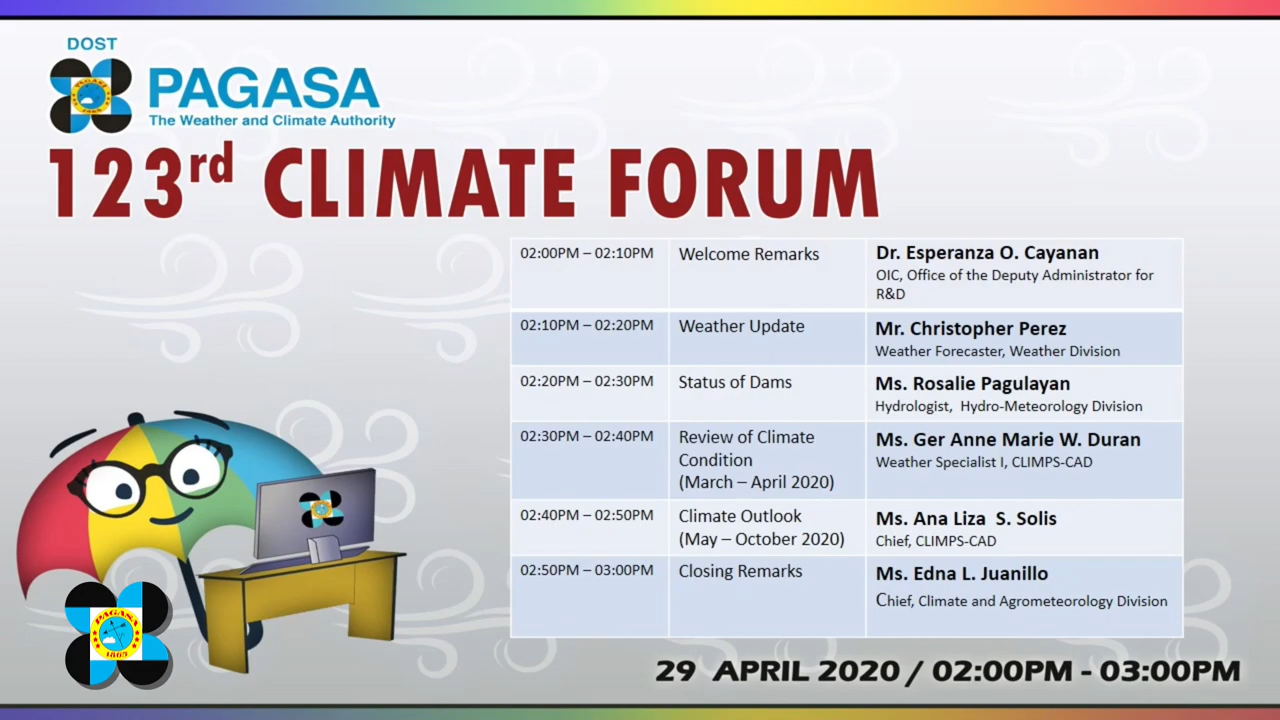 DOST
PAGASA
The Weather and Climate Authority
123rd CLIMATE FORUM
02:00PM – 02:10PM
Welcome Remarks
Dr. Esperanza O. Cayanan
OIC, Office of the Deputy Administrator for
R&D
02:10PM – 02:20PM
Weather Update
Mr. Christopher Perez
Weather Forecaster, Weather Division
02:20PM – 02:30PM
Status of Dams
Ms. Rosalie Pagulayan
Hydrologist,  Hydro-Meteorology Division
02:30PM – 02:40PM
Review of Climate
Condition
(March – April 2020)
Ms. Ger Anne Marie W. Duran
Weather Specialist I, CLIMPS-CAD
02:40PM – 02:50PM
Climate Outlook
(May – October 2020)
Ms. Ana Liza  S. Solis
Chief, CLIMPS-CAD
02:50PM – 03:00PM
Closing Remarks
Ms. Edna L. Juanillo
Chief, Climate and Agrometeorology Division
PAGASA
1865
29  APRIL 2020 / 02:00PM - 03:00PM